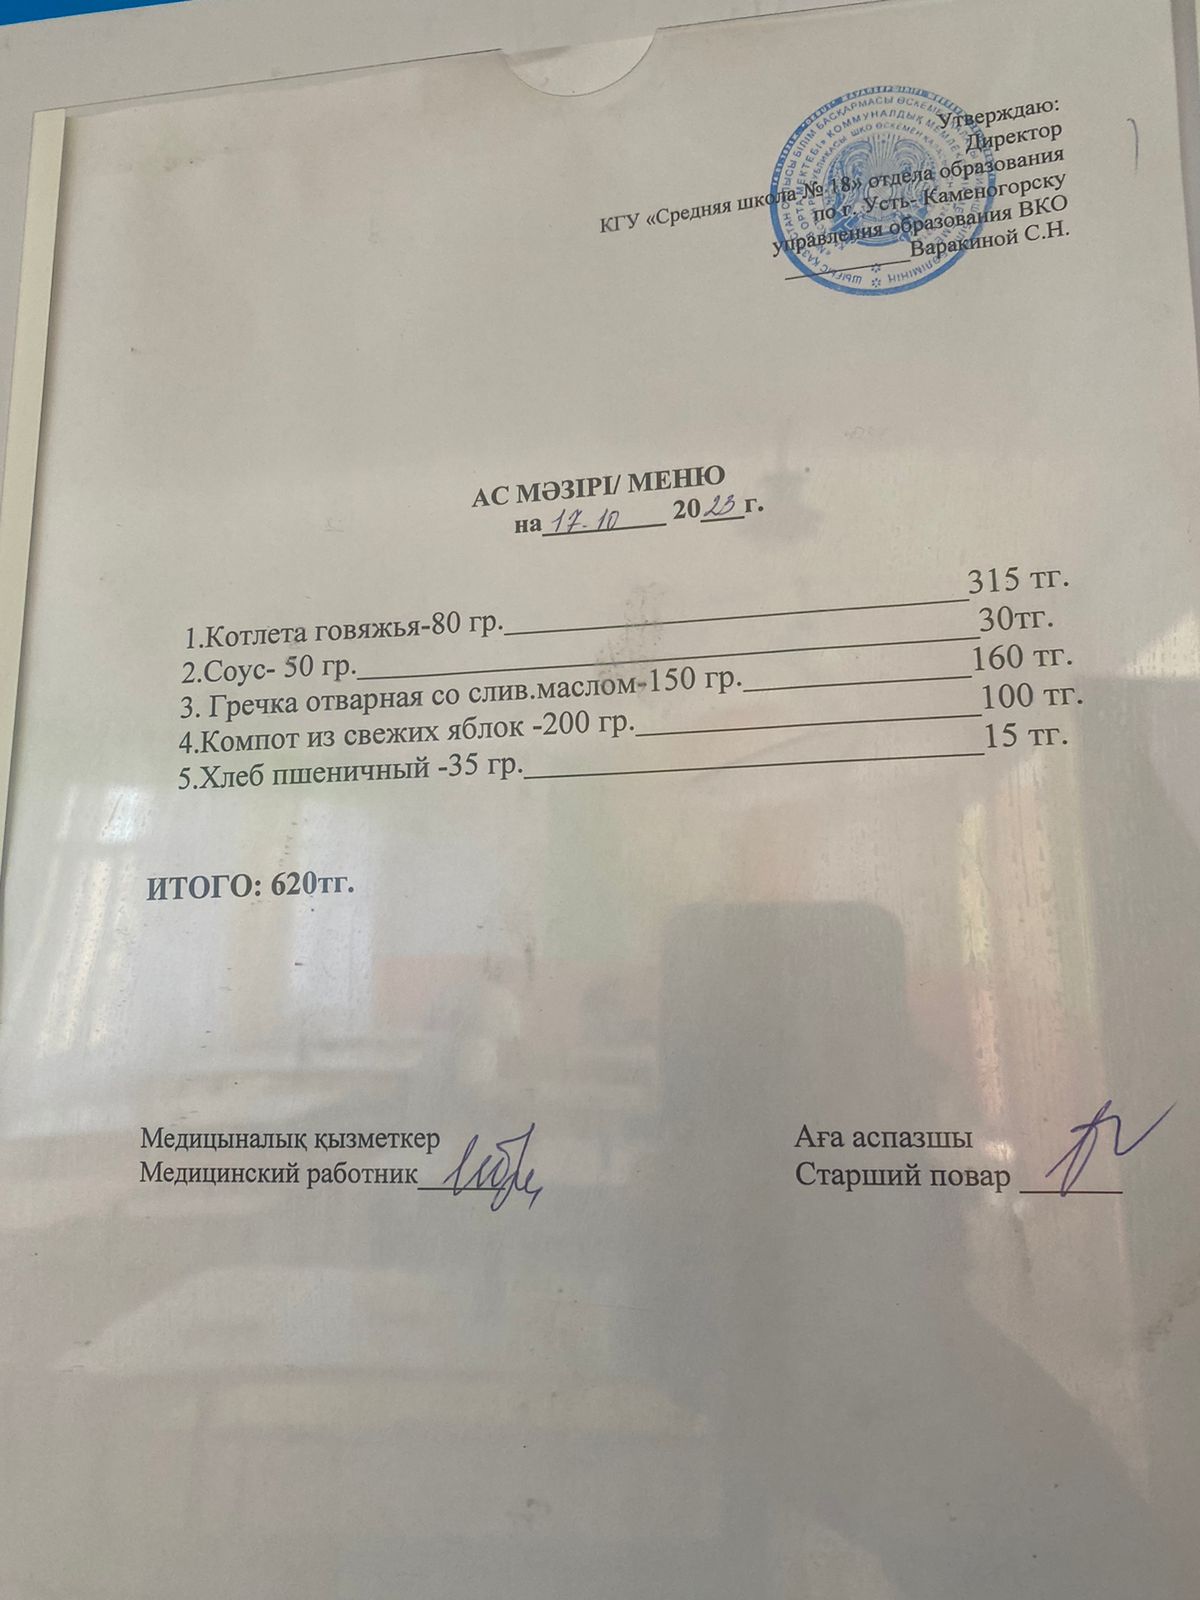 Утверждаю:
Директор
КГУ «Средняя школа № 18» отдела образования
по г. Усть- Каменогорску
управления образования ВКО
____________Варакиной С.Н.
АС МӘЗІРІ/ МЕНЮ
на 17.10 2023 г.
1.Котлета говяжья-80 гр. 315 тг.
2.Соус- 50 гр. 30тг.
3. Гречка отварная со слив.маслом-150 гр. 160 тг.
4.Компот из свежих яблок -200 гр. 100 тг.
5.Хлеб пшеничный -35 гр. 15 тг.
ИТОГО: 620тг.
Медицыналық қызметкер
Медицинский работник
Аға аспазшы
Старший повар